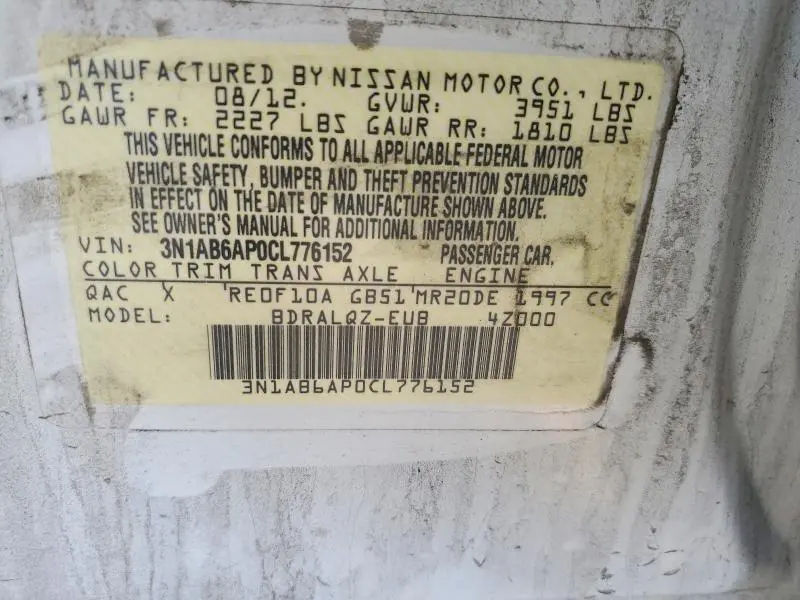 MANUFACTURED BY NISSAN MOTOR CO., LTD.
DATE: 08/12. GVWR: 3951 LBS
GAWR FR: 2227 LBS GAWR RR: 1810 LBS
THIS VEHICLE CONFORMS TO ALL APPLICABLE FEDERAL MOTOR
VEHICLE SAFETY, BUMPER AND THEFT PREVENTION STANDARDS
IN EFFECT ON THE DATE OF MANUFACTURE SHOWN ABOVE.
SEE OWNER'S MANUAL FOR ADDITIONAL INFORMATION.
VIN: 3N1AB6AP0CL776152 PASSENGER CAR,
COLOR TRIM TRANS AXLE ENGINE
QAC X 'RE0F10A GB51'MR20DE 1997 CC
MODEL: BDRALQZ-EUB 4Z000
3N1AB6AP0CL776152